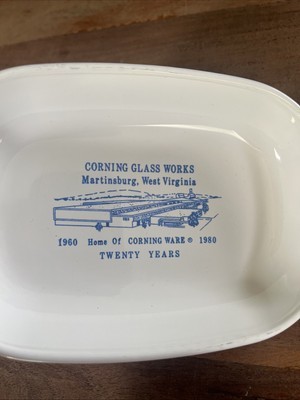 CORNING GLASS WORKS
Martinsburg, West Virginia
1960 Home Of CORNING WARE ® 1980
TWENTY YEARS